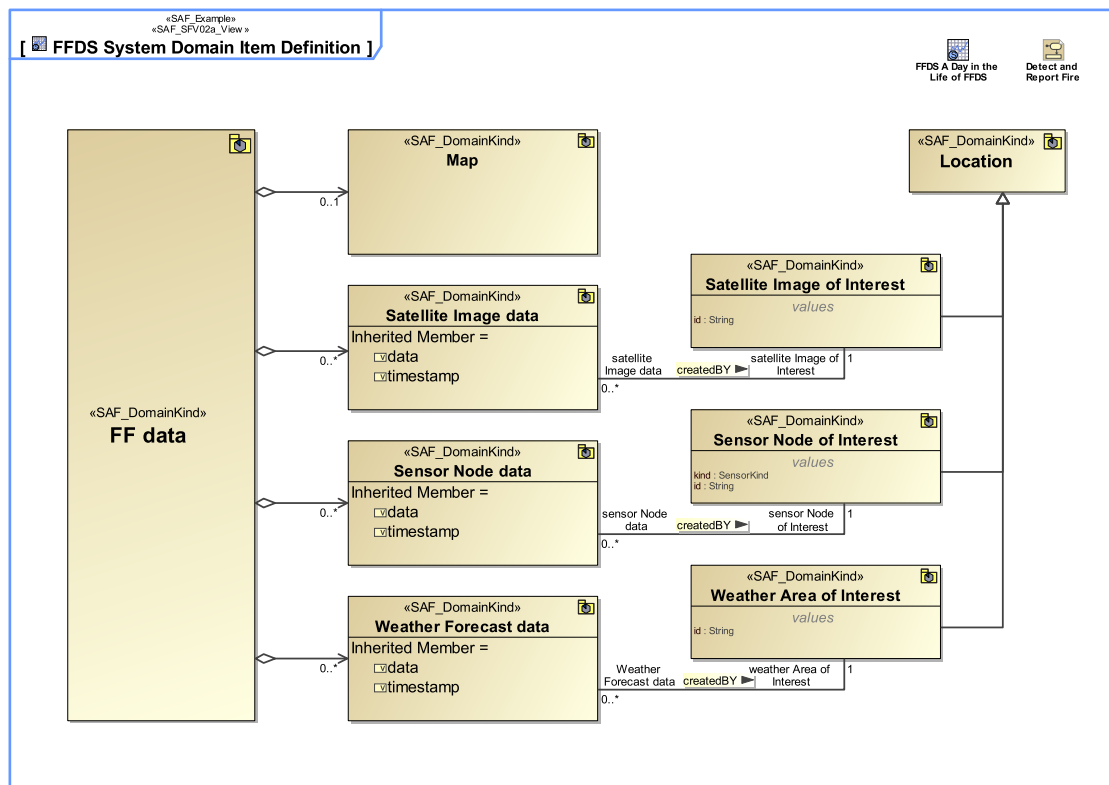 «SAF_Example»
«SAF_SFV02a_View »
[ FFDS System Domain Item Definition ]
FFDS A Day in the
Life of FFDS
Detect and
Report Fire
«SAF_DomainKind»
FF data
«SAF_DomainKind»
Map
0..1
«SAF_DomainKind»
Location
«SAF_DomainKind»
Satellite Image data
Inherited Member =
data
timestamp
0..*
«SAF_DomainKind»
Satellite Image of Interest
values
id : String
satellite
Image data
createdBY
satellite Image of
Interest
1
0..*
«SAF_DomainKind»
Sensor Node data
Inherited Member =
data
timestamp
0..*
«SAF_DomainKind»
Sensor Node of Interest
values
kind : SensorKind
id : String
sensor Node
data
createdBY
sensor Node
of Interest
1
0..*
«SAF_DomainKind»
Weather Forecast data
Inherited Member =
data
timestamp
0..*
«SAF_DomainKind»
Weather Area of Interest
values
id : String
Weather
Forecast data
createdBY
weather Area of
Interest
1
0..*